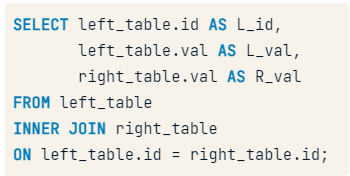 SELECT left_table.id AS L_id,
left_table.val AS L_val,
right_table.val AS R_val
FROM left_table
INNER JOIN right_table
ON left_table.id = right_table.id;